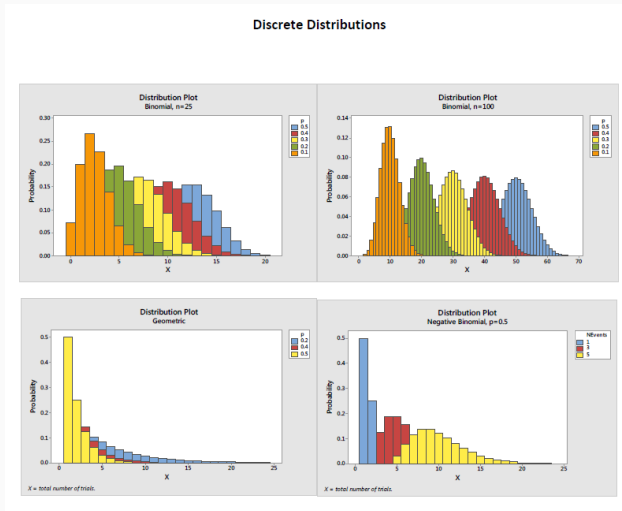 Discrete Distributions
Distribution Plot
Binomial, n=25
Probability
0.30
0.25
0.20
0.15
0.10
0.05
0.00
0
5
10
15
20
X
p
0.5
0.4
0.3
0.2
0.1
Distribution Plot
Binomial, n=100
Probability
0.14
0.12
0.10
0.08
0.06
0.04
0.02
0.00
0
10
20
30
40
50
60
70
X
p
0.5
0.4
0.3
0.2
0.1
Distribution Plot
Geometric
Probability
0.5
0.4
0.3
0.2
0.1
0.0
0
5
10
15
20
25
X
p
0.2
0.4
0.5
X = total number of trials.
Distribution Plot
Negative Binomial, p=0.5
Probability
0.5
0.4
0.3
0.2
0.1
0.0
0
5
10
15
20
25
X
NEvents
1
3
5
X = total number of trials.